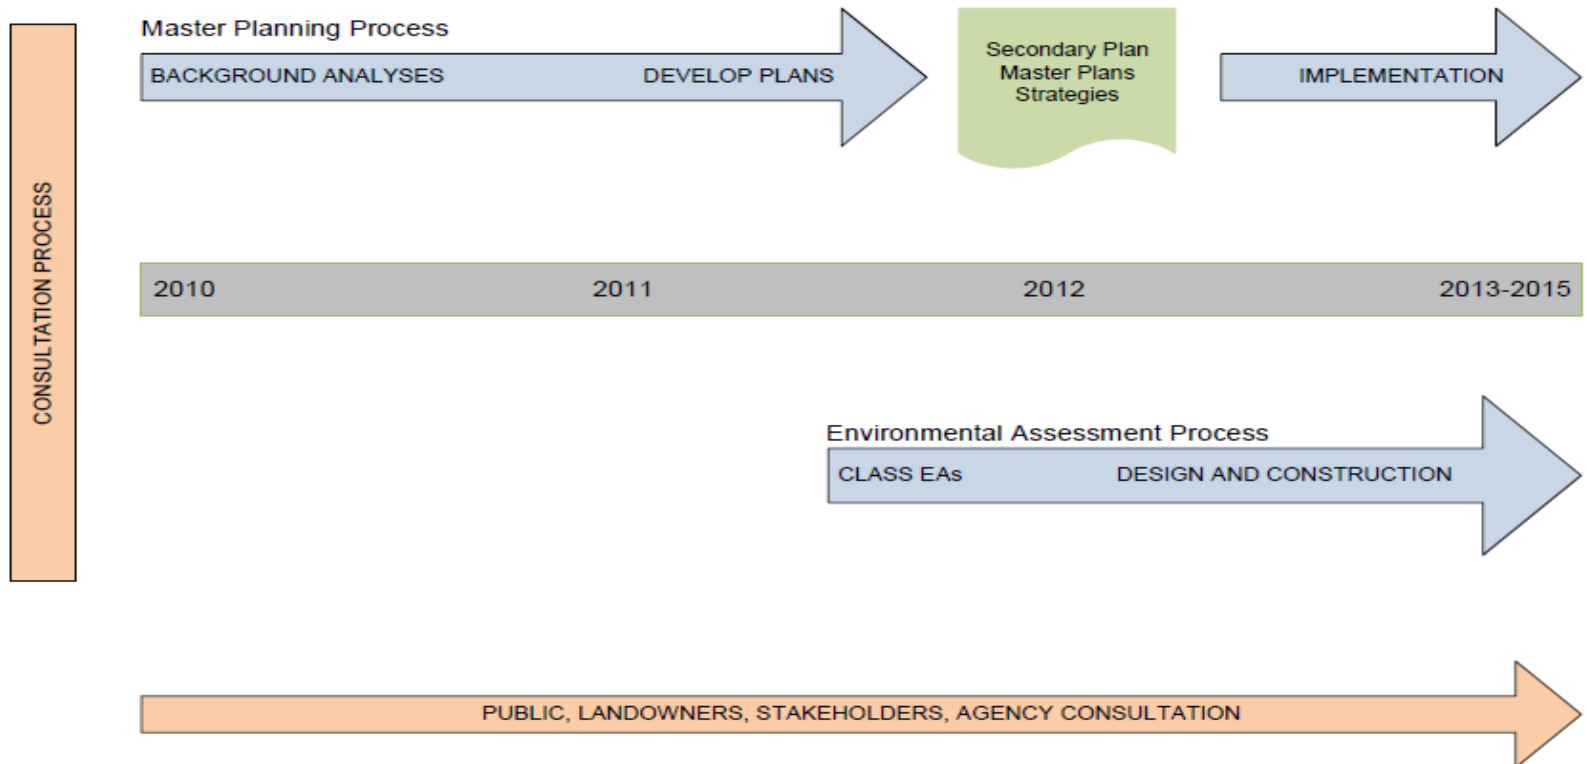 CONSULTATION PROCESS
Master Planning Process
BACKGROUND ANALYSES
DEVELOP PLANS
Secondary Plan
Master Plans
Strategies
IMPLEMENTATION
2010
2011
2012
2013-2015
Environmental Assessment Process
CLASS EAs
DESIGN AND CONSTRUCTION
PUBLIC, LANDOWNERS, STAKEHOLDERS, AGENCY CONSULTATION